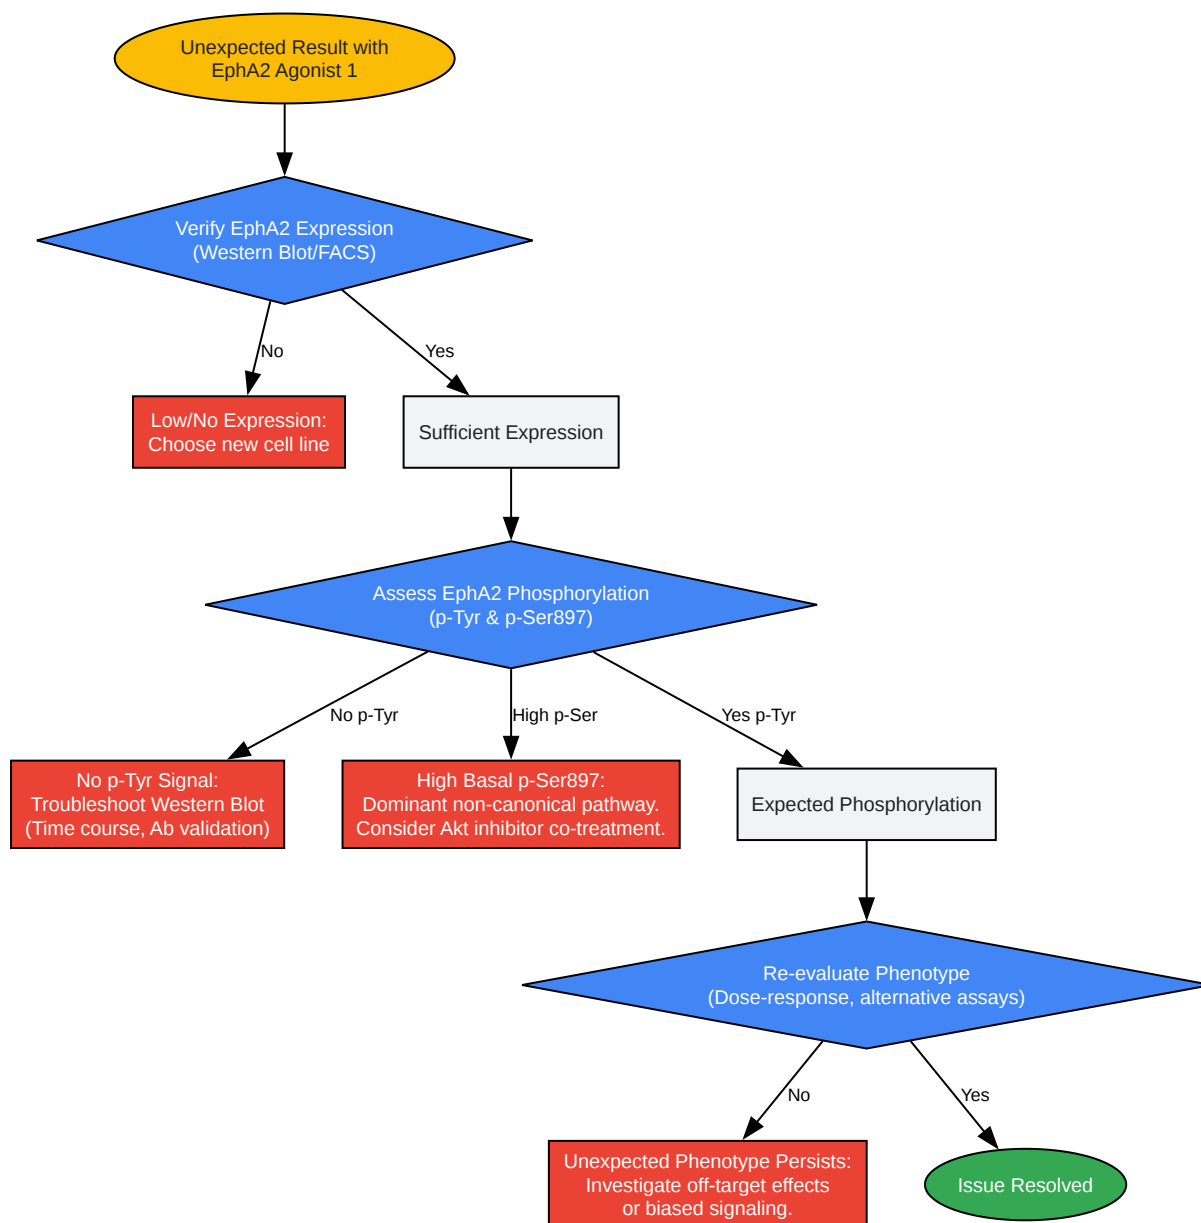 Unexpected Result with
EphA2 Agonist 1
Verify EphA2 Expression
(Western Blot/FACS)
No
Yes
Low/No Expression:
Choose new cell line
Sufficient Expression
Assess EphA2 Phosphorylation
(p-Tyr & p-Ser897)
No p-Tyr
High p-Ser
Yes p-Tyr
No p-Tyr Signal:
Troubleshoot Western Blot
(Time course, Ab validation)
High Basal p-Ser897:
Dominant non-canonical pathway.
Consider Akt inhibitor co-treatment.
Expected Phosphorylation
Re-evaluate Phenotype
(Dose-response, alternative assays)
No
Yes
Unexpected Phenotype Persists:
Investigate off-target effects
or biased signaling.
Issue Resolved